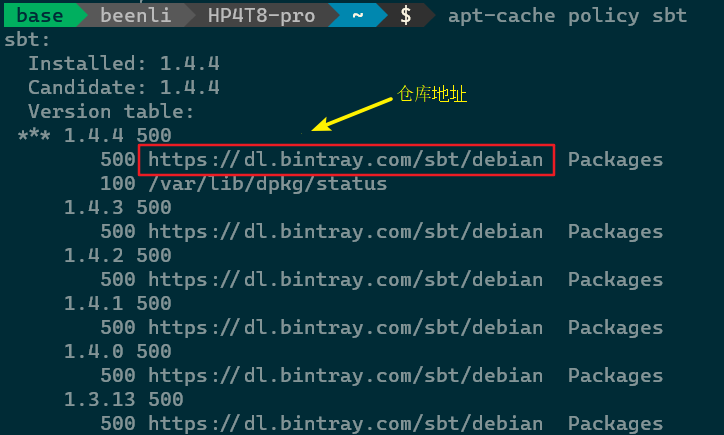 base beenli HP4T8-pro ~ $ apt-cache policy sbt
sbt:
Installed: 1.4.4
Candidate: 1.4.4
仓库地址
Version table:
*** 1.4.4 500
500 https://dl.bintray.com/sbt/debian Packages
100 /var/lib/dpkg/status
1.4.3 500
500 https://dl.bintray.com/sbt/debian Packages
1.4.2 500
500 https://dl.bintray.com/sbt/debian Packages
1.4.1 500
500 https://dl.bintray.com/sbt/debian Packages
1.4.0 500
500 https://dl.bintray.com/sbt/debian Packages
1.3.13 500
500 https://dl.bintray.com/sbt/debian Packages